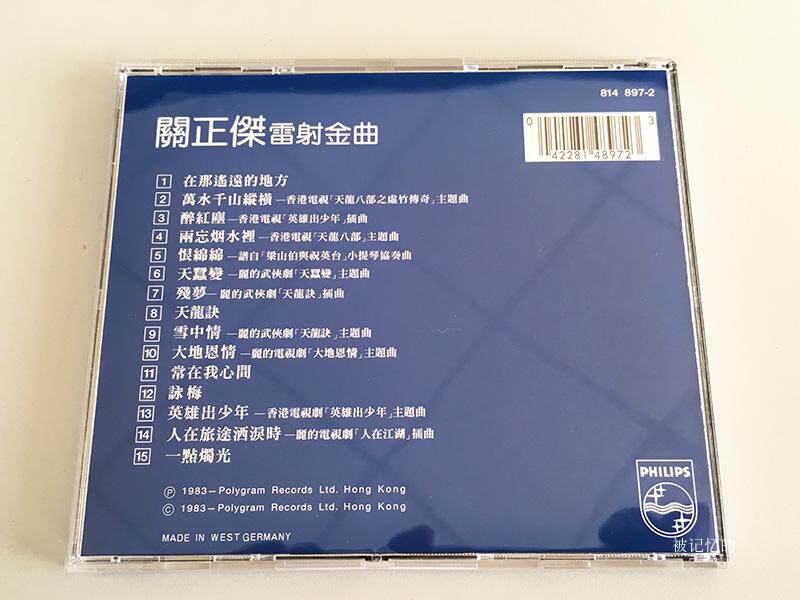 814 897-2
0 42281 48972 3
關正傑雷射金曲
1 在那遙遠的地方
2 萬水千山縱橫—香港電視「天龍八部之虛竹傳奇」主題曲
3 醉紅塵—香港電視「英雄出少年」插曲
4 兩忘烟水裡—香港電視「天龍八部」主題曲
5 恨綿綿—譜自「梁山伯與祝英台」小提琴協奏曲
6 天蠶變—麗的武俠劇「天蠶變」主題曲
7 殘夢—麗的武俠劇「天龍訣」插曲
8 天龍訣
9 雪中情—麗的武俠劇「天龍訣」主題曲
10 大地恩情—麗的電視劇「大地恩情」主題曲
11 常在我心間
12 詠梅
13 英雄出少年—香港電視劇「英雄出少年」主題曲
14 人在旅途洒淚時—麗的電視劇「人在江湖」插曲
15 一點燭光
Ⓟ 1983—Polygram Records Ltd. Hong Kong
© 1983—Polygram Records Ltd. Hong Kong
MADE IN WEST GERMANY
PHILIPS
被记忆的